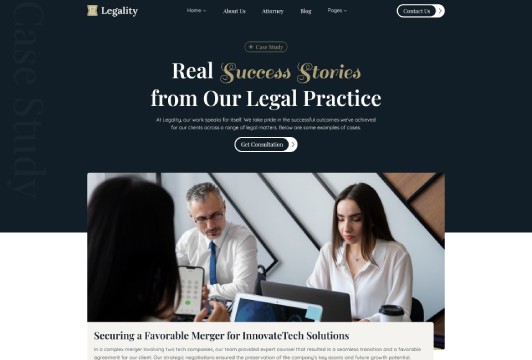 Legality
Home
About Us
Attorney
Blog
Pages
Contact Us
Case Study
Case Study
Real Success Stories
from Our Legal Practice
At Legality, our work speaks for itself. We take pride in the successful outcomes we've achieved
for our clients across a range of legal matters. Below are some examples of cases.
Get Consultation
Securing a Favorable Merger for InnovateTech Solutions
In a complex merger involving two tech companies, our team provided expert counsel that resulted in a seamless transition and a favorable
agreement for our client. Our strategic negotiations ensured the preservation of the company's key assets and future growth potential.